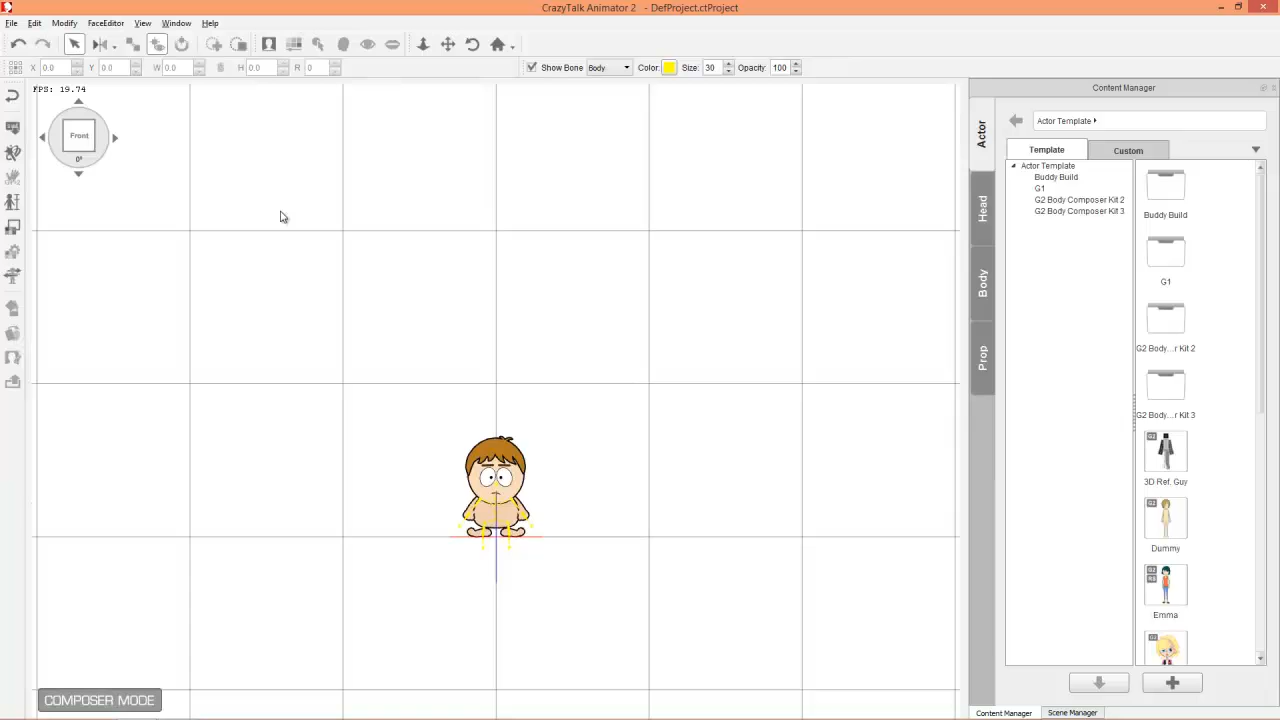 CrazyTalk Animator 2 - DefProject.ctProject
File Edit Modify FaceEditor View Window Help
X 0.0 Y 0.0 W 0.0 H 0.0 R 0 Show Bone Body Color: Size: 30 Opacity: 100
FPS: 19.74
Front
0°
COMPOSER MODE
Content Manager
Actor
Head
Body
Prop
Actor Template
Template Custom
Actor Template
Buddy Build
G1
G2 Body Composer Kit 2
G2 Body Composer Kit 3
Buddy Build
G1
G2 Body...r Kit 2
G2 Body...r Kit 3
3D Ref. Guy
Dummy
Emma
Content Manager Scene Manager